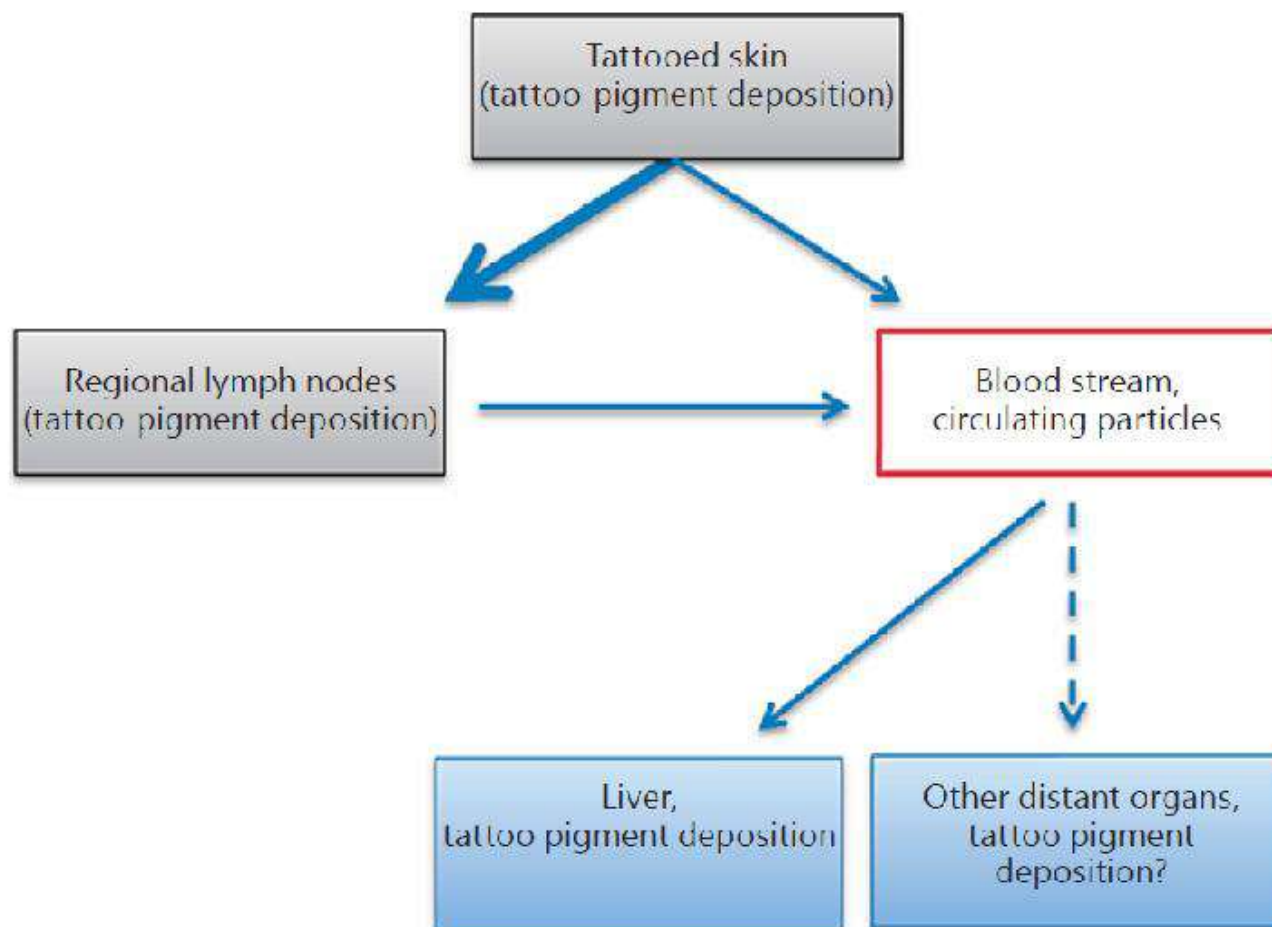 Tattooed skin
(tattoo pigment deposition)
Regional lymph nodes
(tattoo pigment deposition)
Blood stream,
circulating particles
Liver,
tattoo pigment deposition
Other distant organs,
tattoo pigment
deposition?